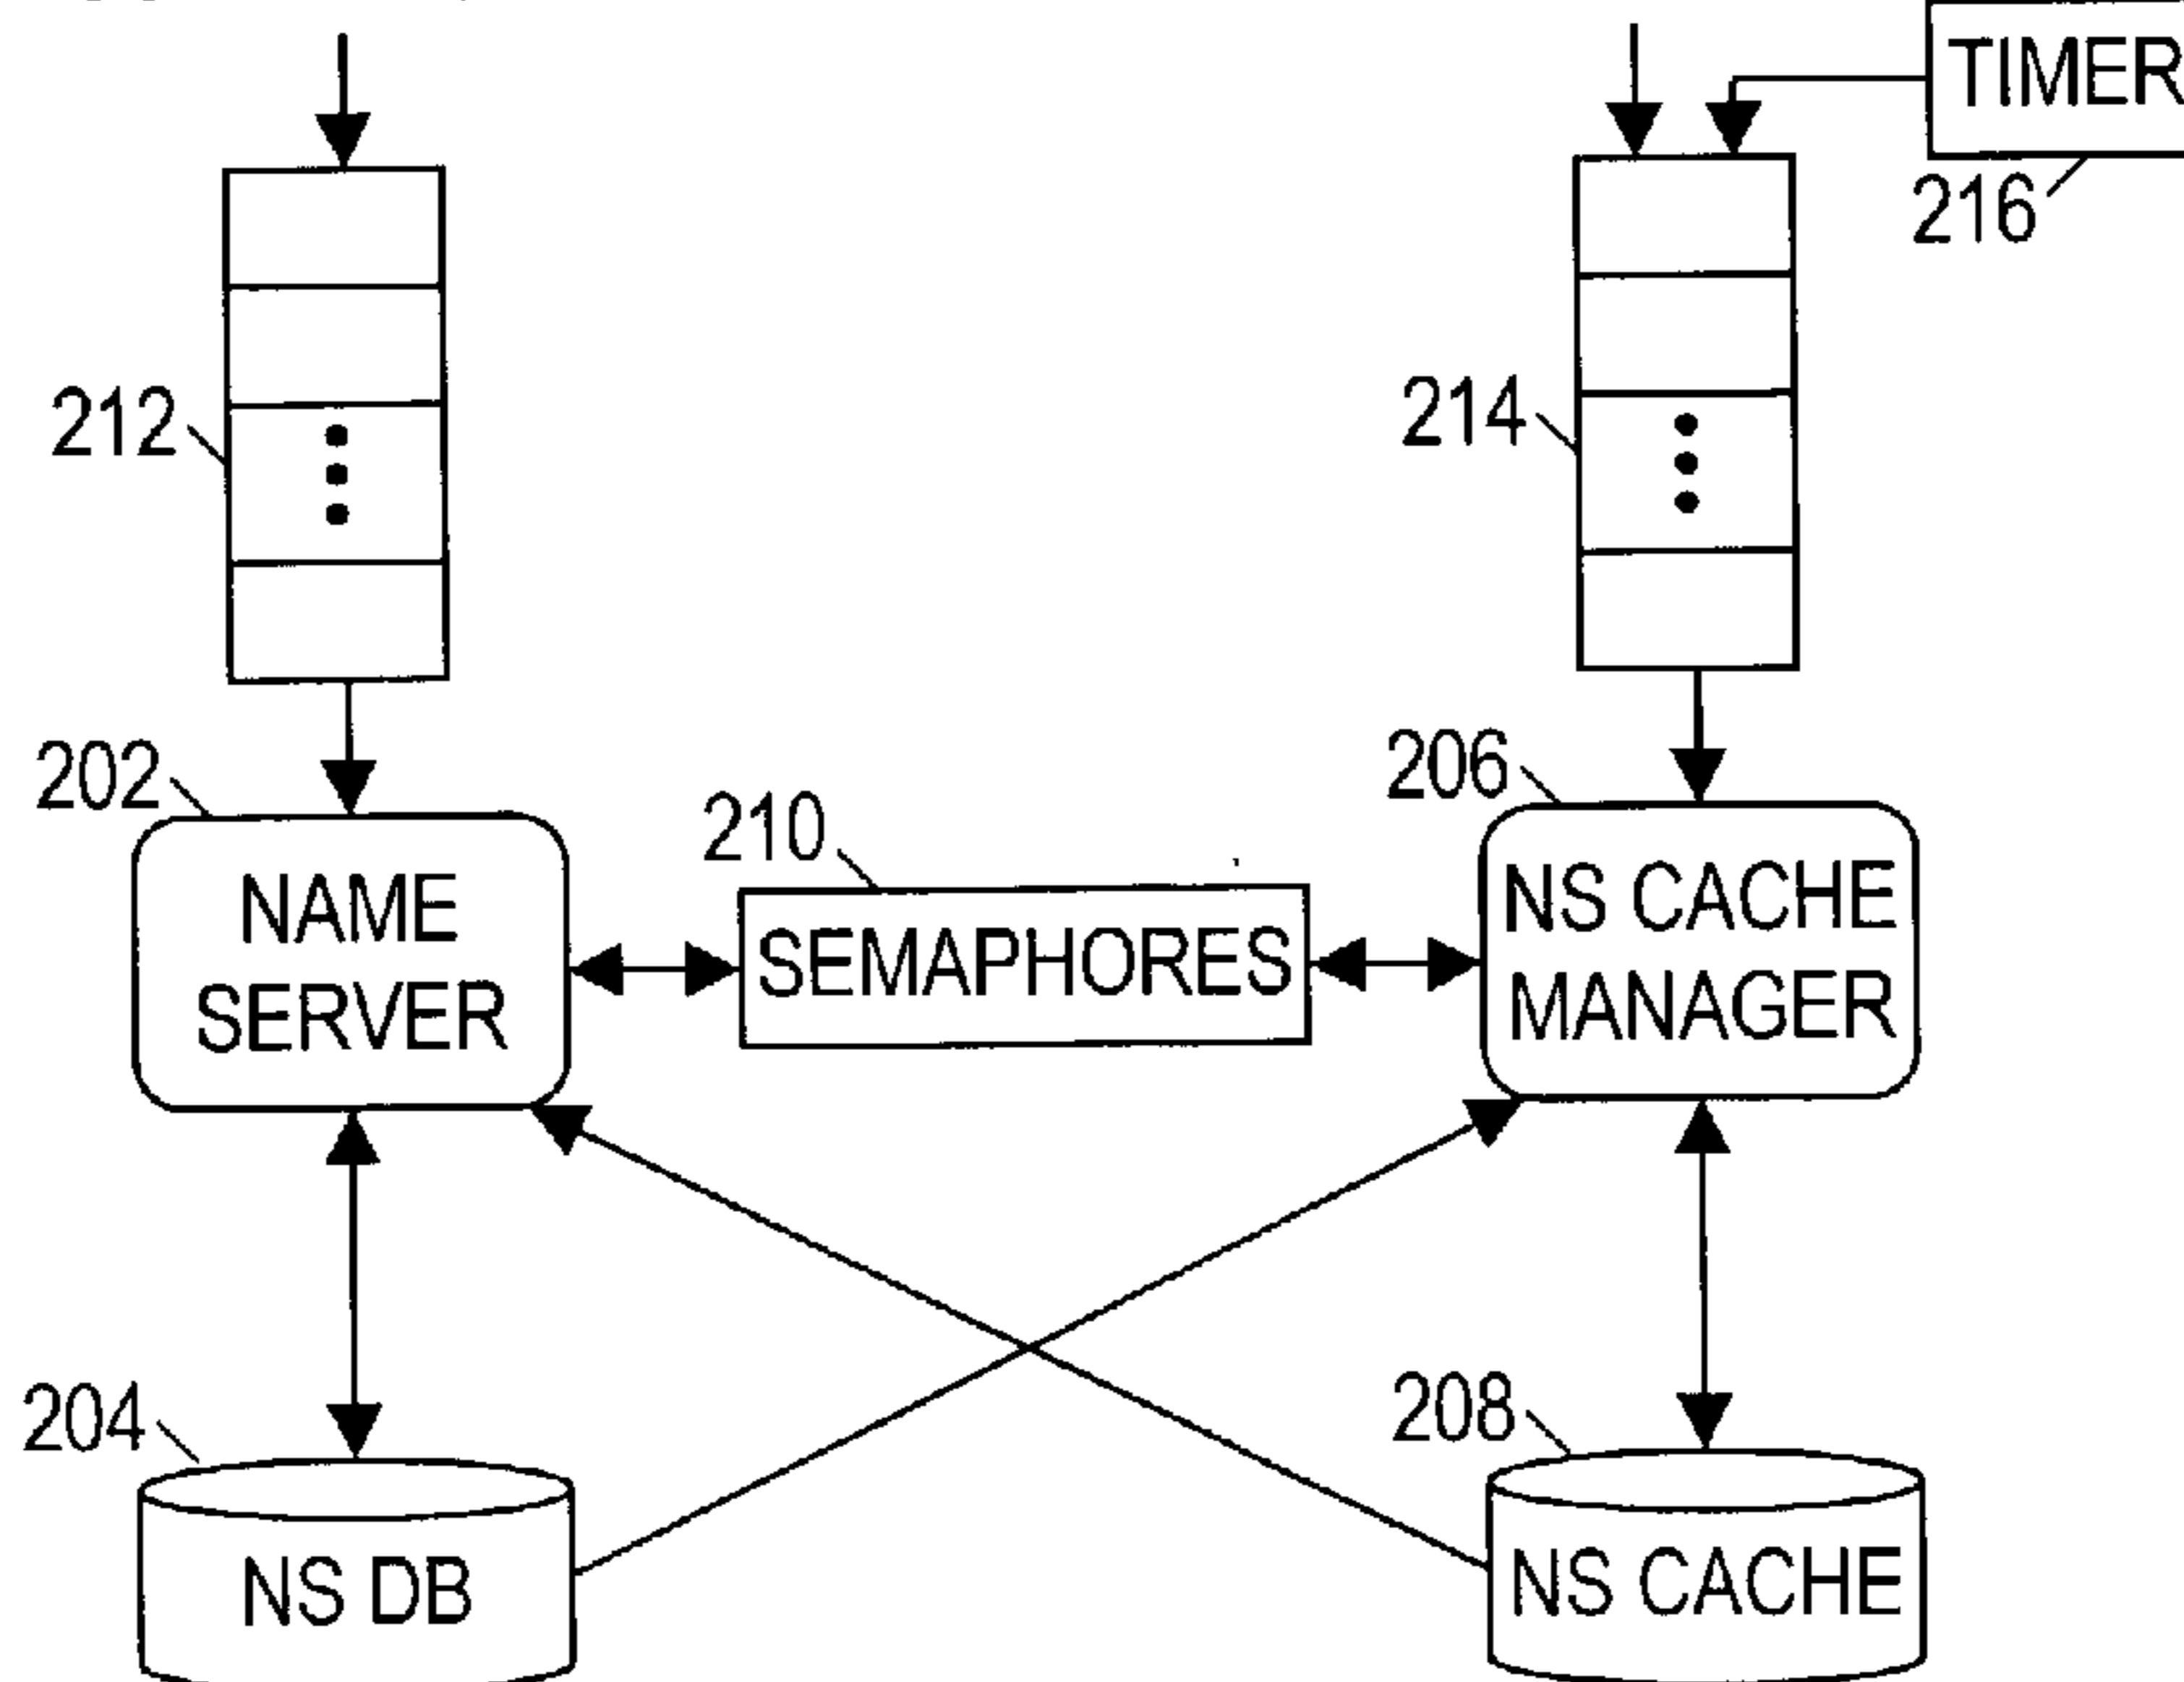 TIMER
216
212
214
202
206
210
NAME
SERVER
SEMAPHORES
NS CACHE
MANAGER
204
208
NS DB
NS CACHE